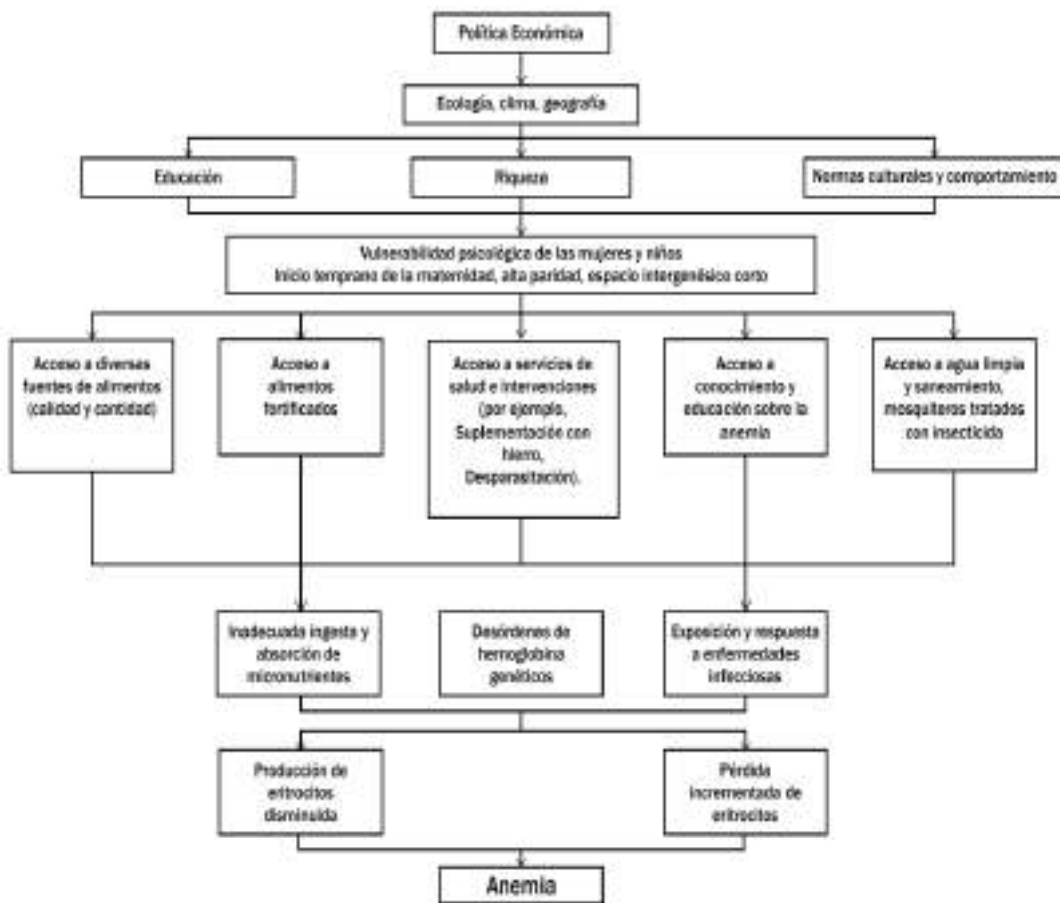 Política Económica
Ecología, clima, geografía
Educación
Riqueza
Normas culturales y comportamiento
Vulnerabilidad psicológica de las mujeres y niños
Inicio temprano de la maternidad, alta paridad, espacio intergenésico corto
Acceso a diversas
fuentes de alimentos
(calidad y cantidad)
Acceso a
alimentos
fortificados
Acceso a servicios de
salud e intervenciones
(por ejemplo,
Suplementación con
hierro,
Desparasitación).
Acceso a
conocimiento y
educación sobre la
anemia
Acceso a agua limpia
y saneamiento,
mosquiteros tratados
con insecticida
Inadecuada ingesta y
absorción de
micronutrientes
Desórdenes de
hemoglobina
genéticos
Exposición y respuesta
a enfermedades
infecciosas
Producción de
eritrocitos
disminuida
Pérdida
incrementada de
eritrocitos
Anemia